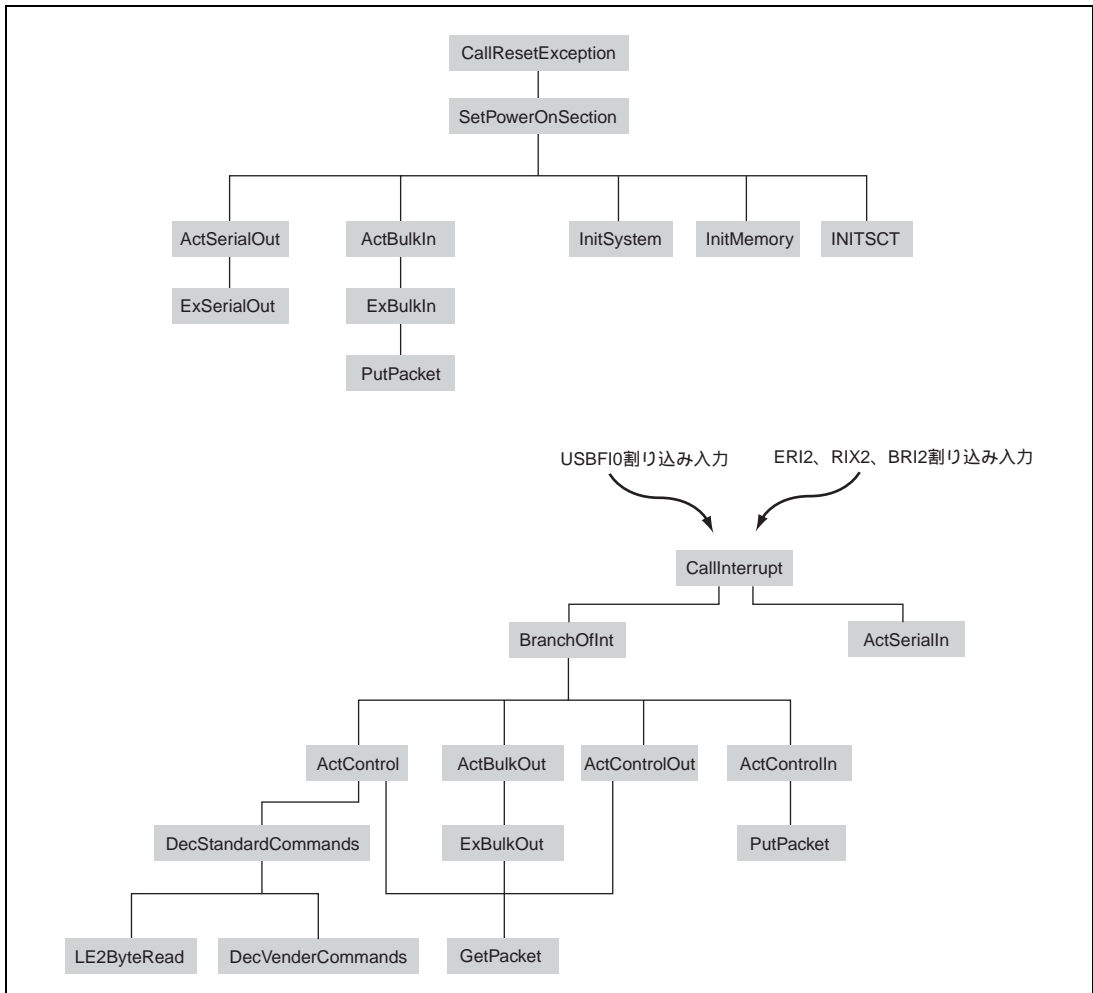 CallResetException
SetPowerOnSection
ActSerialOut
ActBulkIn
InitSystem
InitMemory
INITSCT
ExSerialOut
ExBulkIn
PutPacket
USBFI0割り込み入力
ERI2、RIX2、BRI2割り込み入力
CallInterrupt
BranchOfInt
ActSerialIn
ActControl
ActBulkOut
ActControlOut
ActControlIn
DecStandardCommands
ExBulkOut
PutPacket
LE2ByteRead
DecVenderCommands
GetPacket